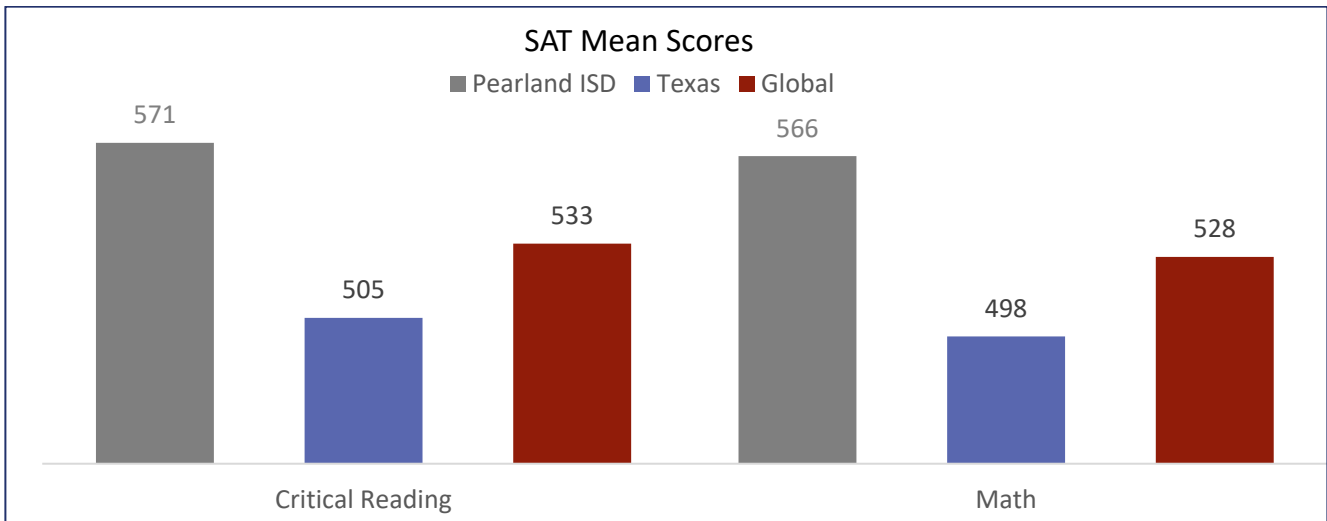 SAT Mean Scores
Pearland ISD Texas Global
571 505 533 566 498 528
Critical Reading Math